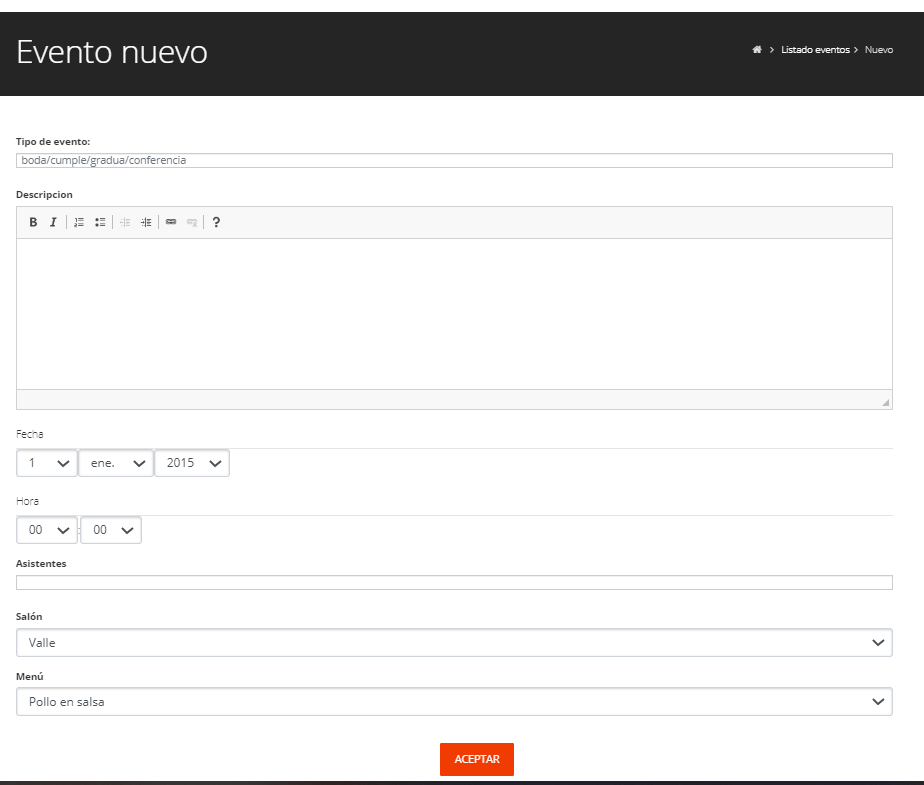 Evento nuevo
> Listado eventos > Nuevo
Tipo de evento:
boda/cumple/gradua/conferencia
Descripcion
B I ?
Fecha
1 ene. 2015
Hora
00 : 00
Asistentes
Salón
Valle
Menú
Pollo en salsa
ACEPTAR